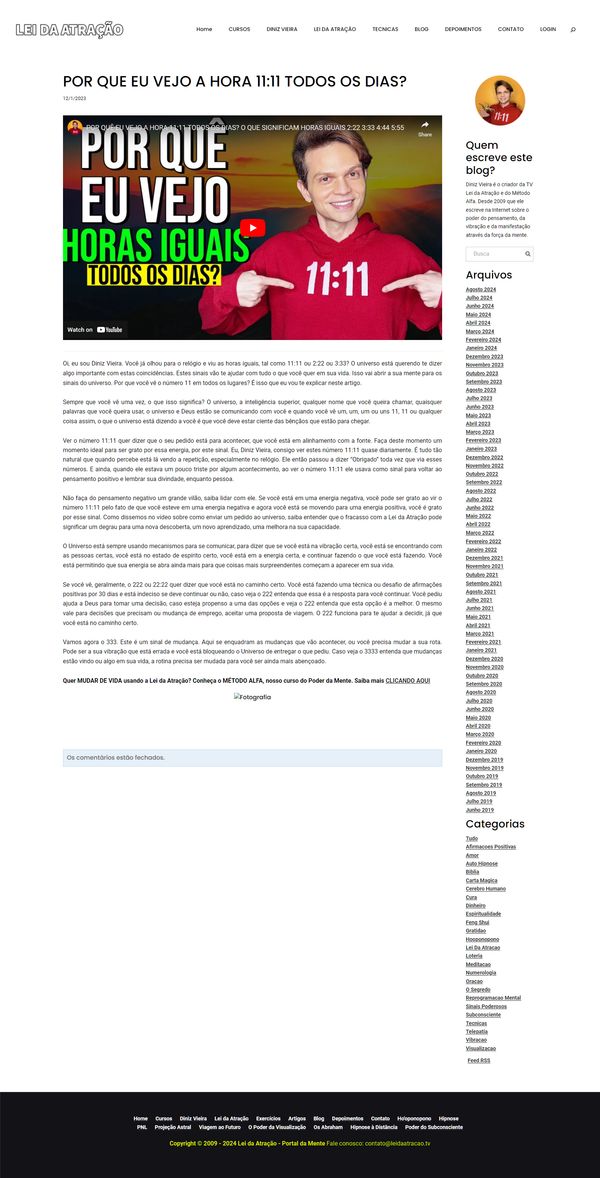 LEI DA ATRAÇÃO
Home CURSOS DINIZ VIEIRA LEI DA ATRAÇÃO TECNICAS BLOG DEPOIMENTOS CONTATO LOGIN
POR QUE EU VEJO A HORA 11:11 TODOS OS DIAS?
12/1/2023
POR QUE EU VEJO A HORA 11:11 TODOS OS DIAS? O QUE SIGNIFICAM HORAS IGUAIS 2:22 3:33 4:44 5:55
Share
POR QUE
EU VEJO
HORAS IGUAIS
TODOS OS DIAS?
11:11
Watch on YouTube
Oi, eu sou Diniz Vieira. Você já olhou para o relógio e viu as horas iguais, tal como 11:11 ou 2:22 ou 3:33? O universo está querendo te dizer
algo importante com estas coincidências. Estes sinais vão te ajudar com tudo o que você quer em sua vida. Isso vai abrir a sua mente para os
sinais do universo. Por que você vê o número 11 em todos os lugares? É isso que eu vou te explicar neste artigo.
Sempre que você vê uma vez, o que isso significa? O universo, a inteligência superior, qualquer nome que você queira chamar, quaisquer
palavras que você queira usar, o universo e Deus estão se comunicando com você e quando você vê um, um, um ou uns 11, 11 ou qualquer
coisa assim, o que o universo está dizendo a você é que você deve estar ciente das bênçãos que estão para chegar.
Ver o número 11:11 quer dizer que o seu pedido está para acontecer, que você está em alinhamento com a fonte. Faça deste momento um
momento ideal para ser grato por essa energia, por este sinal. Eu, Diniz Vieira, consigo ver estes números 11:11 quase diariamente. É tudo tão
natural que quando percebe está lá vendo a repetição, especialmente no relógio. Ele então passou a dizer “Obrigado” toda vez que via esses
números. E ainda, quando ele estava um pouco triste por algum acontecimento, ao ver o número 11:11 ele usava como sinal para voltar ao
pensamento positivo e lembrar sua divindade, enquanto pessoa.
Não faça do pensamento negativo um grande vilão, saiba lidar com ele. Se você está em uma energia negativa, você pode ser grato ao vir o
número 11:11 pelo fato de que você esteve em uma energia negativa e agora você está se movendo para uma energia positiva, você é grato
por esse sinal. Como dissemos no vídeo sobre como enviar um pedido ao universo, saiba entender que o fracasso com a Lei da Atração pode
significar um degrau para uma nova descoberta, um novo aprendizado, uma melhora na sua capacidade.
O Universo está sempre usando mecanismos para se comunicar, para dizer que se você está na vibração certa, você está se encontrando com
as pessoas certas, você está no estado de espírito certo, você está em a energia certa, e continuar fazendo o que você está fazendo. Você
está permitindo que sua energia se abra ainda mais para que coisas mais surpreendentes começam a aparecer em sua vida.
Se você vê, geralmente, o 222 ou 22:22 quer dizer que você está no caminho certo. Você está fazendo uma técnica ou desafio de afirmações
positivas por 30 dias e está indeciso se deve continuar ou não, caso veja o 222 entenda que essa é a resposta para você continuar. Você pediu
ajuda a Deus para tomar uma decisão, caso esteja propenso a uma das opções e veja o 222 entenda que esta opção é a melhor. O mesmo
vale para decisões que precisam ou mudança de emprego, aceitar uma proposta de viagem. O 222 funciona para te ajudar a decidir, já que
você está no caminho certo.
Vamos agora o 333. Este é um sinal de mudança. Aqui se enquadram as mudanças que vão acontecer, ou você precisa mudar a sua rota.
Pode ser a sua vibração que está errada e você está bloqueando o Universo de entregar o que pediu. Caso veja o 3333 entenda que mudanças
estão vindo ou algo em sua vida, a rotina precisa ser mudada para você ser ainda mais abençoado.
Quer MUDAR DE VIDA usando a Lei da Atração? Conheça o MÉTODO ALFA, nosso curso do Poder da Mente. Saiba mais CLICANDO AQUI
Fotografia
Os comentários estão fechados.
11:11
Quem
escreve este
blog?
Diniz Vieira é o criador da TV
Lei da Atração e do Método
Alfa. Desde 2009 que ele
escreve na Internet sobre o
poder do pensamento, da
vibração e da manifestação
através da força da mente.
Busca
Arquivos
Agosto 2024
Julho 2024
Junho 2024
Maio 2024
Abril 2024
Março 2024
Fevereiro 2024
Janeiro 2024
Dezembro 2023
Novembro 2023
Outubro 2023
Setembro 2023
Agosto 2023
Julho 2023
Junho 2023
Maio 2023
Abril 2023
Março 2023
Fevereiro 2023
Janeiro 2023
Dezembro 2022
Novembro 2022
Outubro 2022
Setembro 2022
Agosto 2022
Julho 2022
Junho 2022
Maio 2022
Abril 2022
Março 2022
Fevereiro 2022
Janeiro 2022
Dezembro 2021
Novembro 2021
Outubro 2021
Setembro 2021
Agosto 2021
Julho 2021
Junho 2021
Maio 2021
Abril 2021
Março 2021
Fevereiro 2021
Janeiro 2021
Dezembro 2020
Novembro 2020
Outubro 2020
Setembro 2020
Agosto 2020
Julho 2020
Junho 2020
Maio 2020
Abril 2020
Março 2020
Fevereiro 2020
Janeiro 2020
Dezembro 2019
Novembro 2019
Outubro 2019
Setembro 2019
Agosto 2019
Julho 2019
Junho 2019
Categorias
Tudo
Afirmacoes Positivas
Amor
Auto Hipnose
Biblia
Carta Magica
Cerebro Humano
Cura
Dinheiro
Espiritualidade
Feng Shui
Gratidao
Hooponopono
Lei Da Atracao
Loteria
Meditacao
Numerologia
Oracao
O Segredo
Reprogramacao Mental
Sinais Poderosos
Subconsciente
Tecnicas
Telepatia
Vibracao
Visualizacao
Feed RSS
Home Cursos Diniz Vieira Lei da Atração Exercícios Artigos Blog Depoimentos Contato Ho'oponopono Hipnose
PNL Projeção Astral Viagem ao Futuro O Poder da Visualização Os Abraham Hipnose à Distância Poder do Subconsciente
Copyright © 2009 - 2024 Lei da Atração - Portal da Mente Fale conosco: contato@leidaatracao.tv